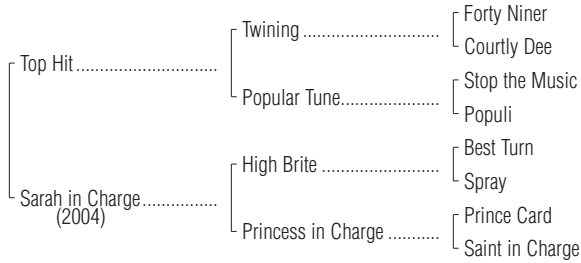 Forty Niner
Twining
Courtly Dee
Top Hit
Stop the Music
Popular Tune
Populi
Best Turn
High Brite
Spray
Sarah in Charge
(2004)
Prince Card
Princess in Charge
Saint in Charge